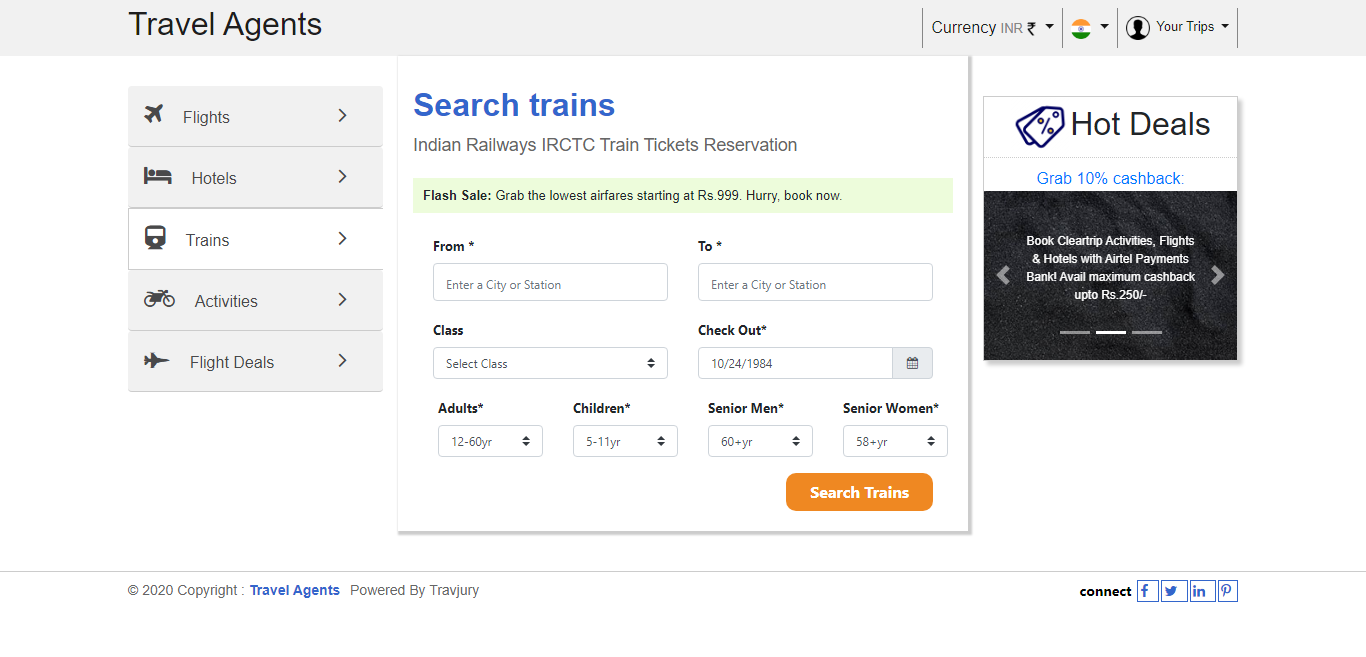 Travel Agents
Currency INR ₹
Your Trips
Flights
Hotels
Trains
Activities
Flight Deals
Search trains
Indian Railways IRCTC Train Tickets Reservation
Flash Sale: Grab the lowest airfares starting at Rs.999. Hurry, book now.
From * To *
Enter a City or Station Enter a City or Station
Class Check Out*
Select Class 10/24/1984
Adults* Children* Senior Men* Senior Women*
12-60yr 5-11yr 60+yr 58+yr
Search Trains
Hot Deals
Grab 10% cashback:
Book Cleartrip Activities, Flights
& Hotels with Airtel Payments
Bank! Avail maximum cashback
upto Rs.250/-
© 2020 Copyright : Travel Agents Powered By Travjury
connect